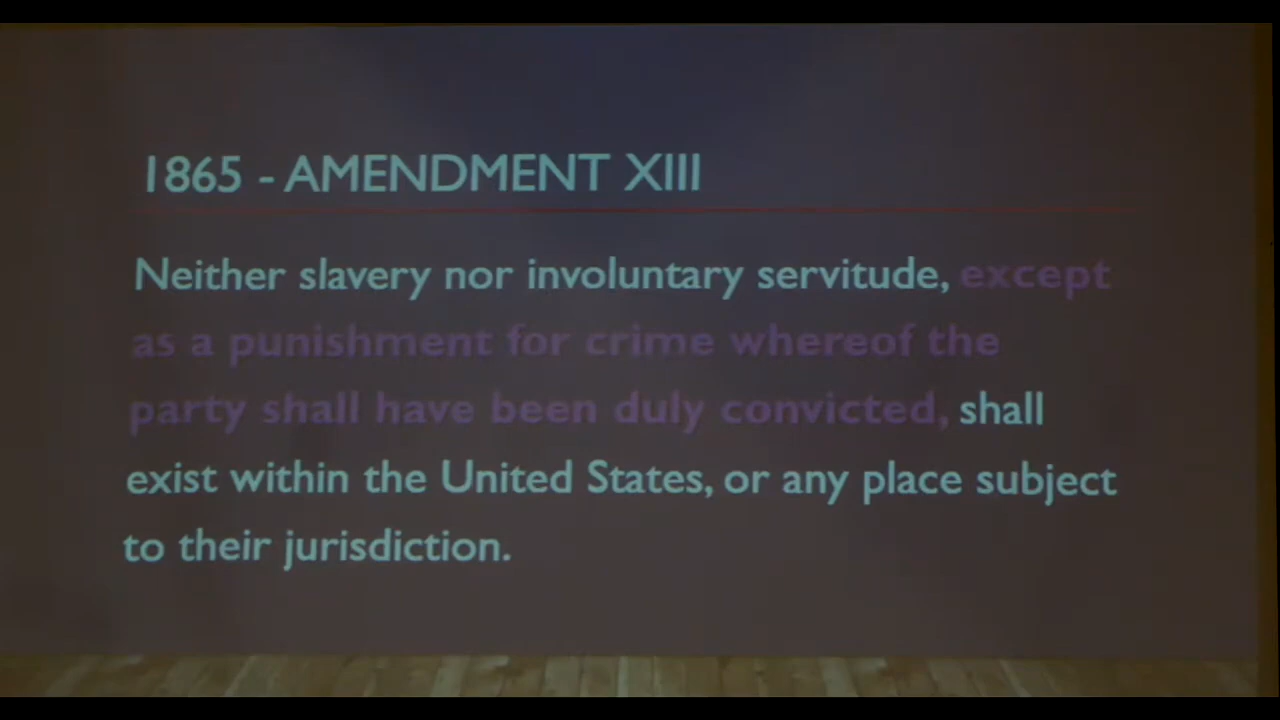 1865 - AMENDMENT XIII
Neither slavery nor involuntary servitude, except
as a punishment for crime whereof the
party shall have been duly convicted, shall
exist within the United States, or any place subject
to their jurisdiction.